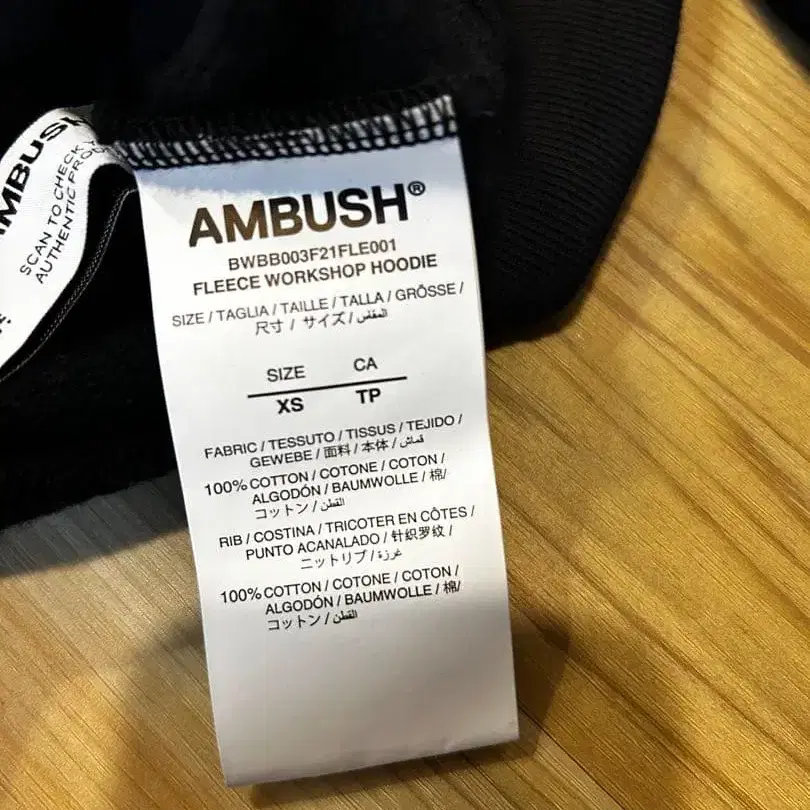 AMBUSH
SCAN TO CHECK
AUTHENTIC
AMBUSH®
BWBB003F21FLE001
FLEECE WORKSHOP HOODIE
SIZE / TAGLIA / TAILLE / TALLA / GRÖSSE /
尺寸 / サイズ / المقاس
SIZE CA
XS TP
FABRIC / TESSUTO / TISSUS / TEJIDO /
GEWEBE / 面料 / 本体 / قماش
100% COTTON / COTONE / COTON /
ALGODÓN / BAUMWOLLE / 棉/
コットン / القطن
RIB / COSTINA / TRICOTER EN CÔTES /
PUNTO ACANALADO / 针织罗纹 /
ニットリブ / غرزة
100% COTTON / COTONE / COTON /
ALGODÓN / BAUMWOLLE / 棉/
コットン / القطن